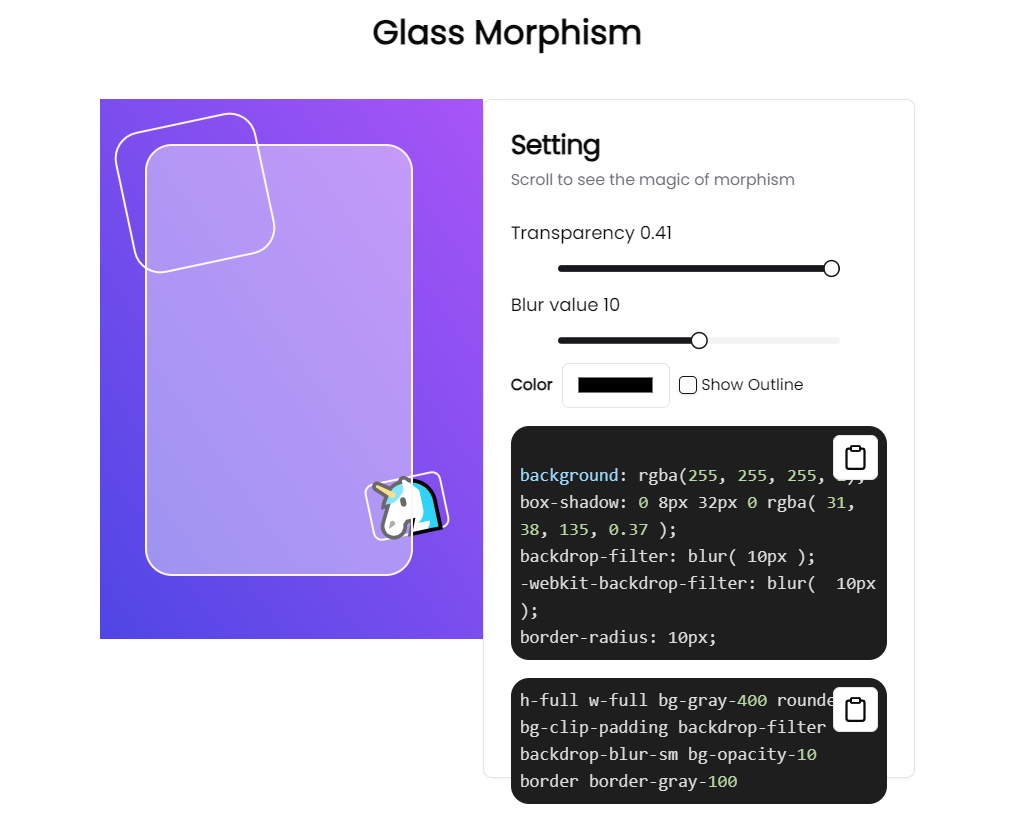 Glass Morphism
Setting
Scroll to see the magic of morphism
Transparency 0.41
Blur value 10
Color
Show Outline
background: rgba(255, 255, 255,
box-shadow: 0 8px 32px 0 rgba( 31,
38, 135, 0.37 );
backdrop-filter: blur( 10px );
-webkit-backdrop-filter: blur(  10px
);
border-radius: 10px;
h-full w-full bg-gray-400
bg-clip-padding backdrop-filter
backdrop-blur-sm bg-opacity-10
border border-gray-100